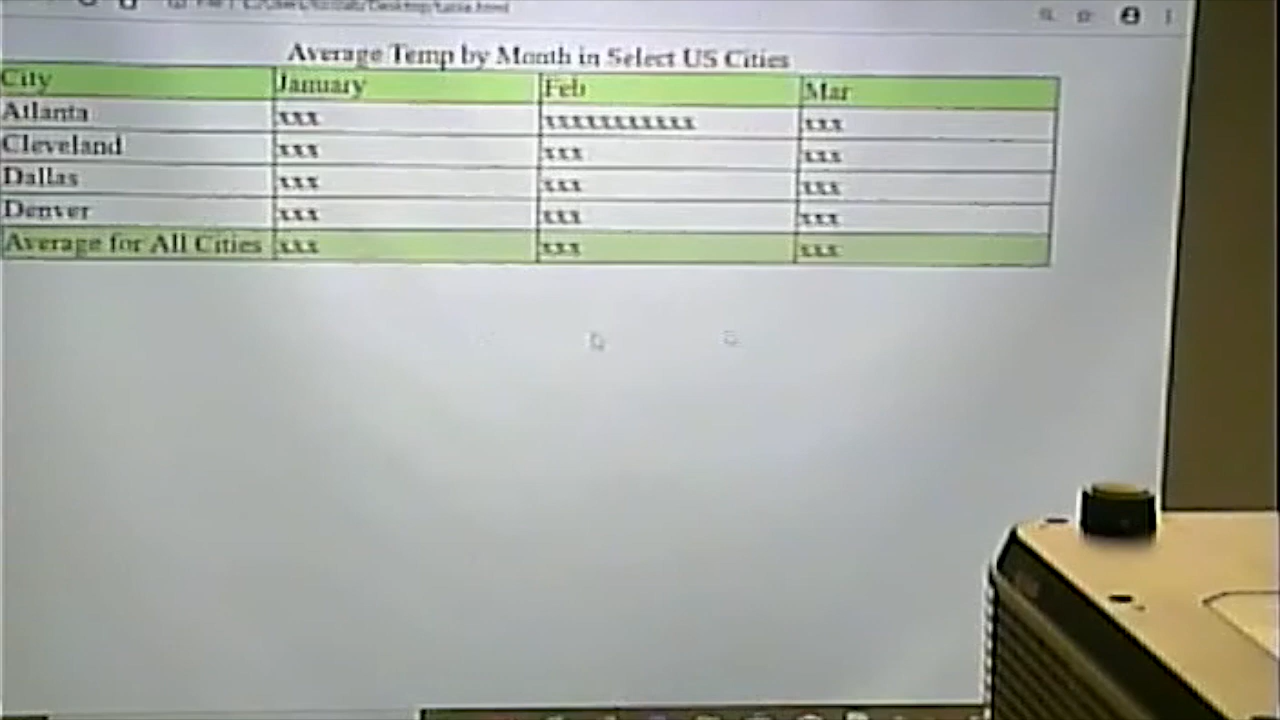 Average Temp by Month in Select US Cities
City January Feb Mar
Atlanta xxx xxxxxxxxxxx xxx
Cleveland xxx xxx xxx
Dallas xxx xxx xxx
Denver xxx xxx xxx
Average for All Cities xxx xxx xxx